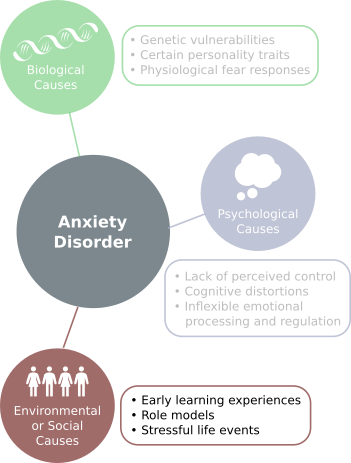 Biological
Causes
• Genetic vulnerabilities
• Certain personality traits
• Physiological fear responses
Anxiety
Disorder
Psychological
Causes
• Lack of perceived control
• Cognitive distortions
• Inflexible emotional
processing and regulation
Environmental
or Social
Causes
• Early learning experiences
• Role models
• Stressful life events